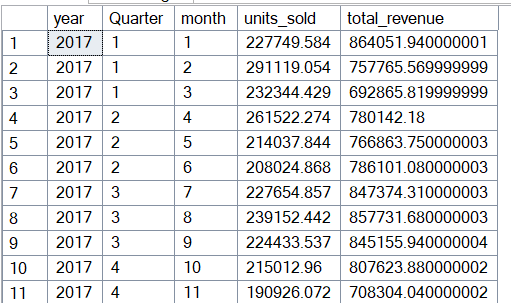 year Quarter month units_sold total_revenue
1 2017 1 1 227749.584 864051.940000001
2 2017 1 2 291119.054 757765.569999999
3 2017 1 3 232344.429 692865.819999999
4 2017 2 4 261522.274 780142.18
5 2017 2 5 214037.844 766863.750000003
6 2017 2 6 208024.868 786101.080000003
7 2017 3 7 227654.857 847374.310000003
8 2017 3 8 239152.442 857731.680000003
9 2017 3 9 224433.537 845155.940000004
10 2017 4 10 215012.96 807623.880000002
11 2017 4 11 190926.072 708304.040000002